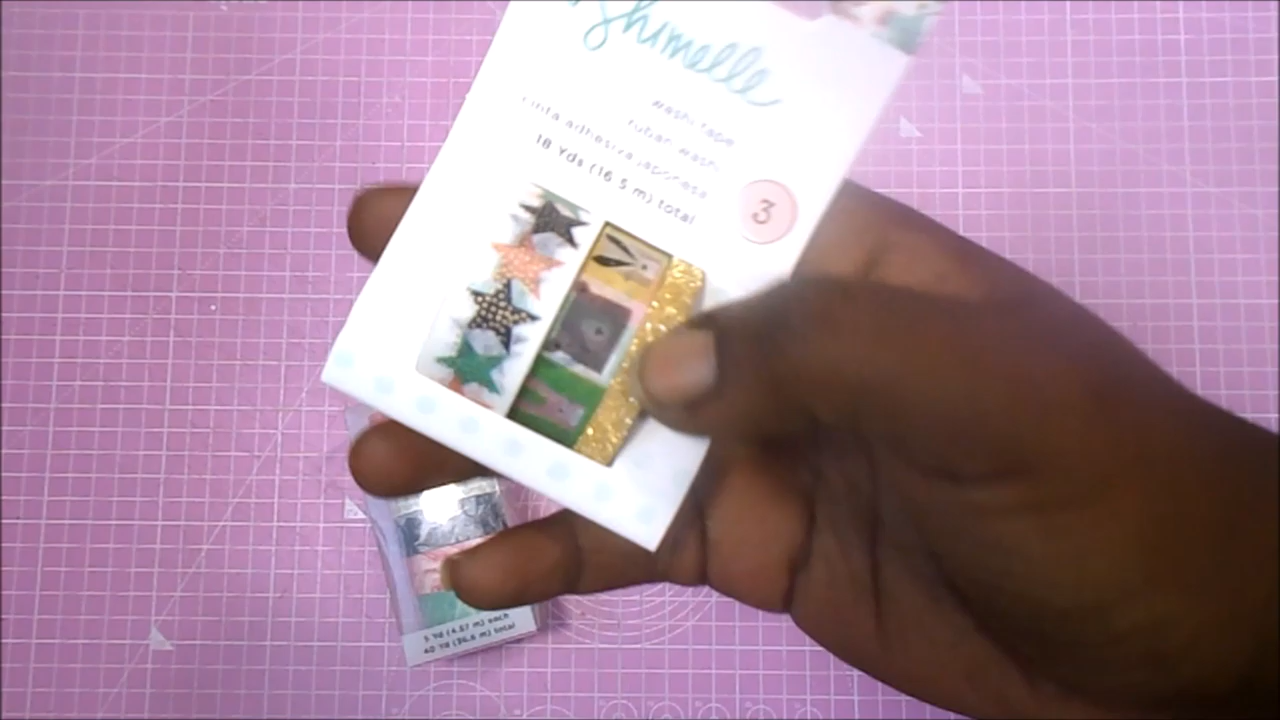 shimelle
washi tape
ruban washi
cinta adhesiva japonesa
18 Yds (16.5 m) total
3
5 Yd (4.57 m) each
40 Yd (36.6 m) total